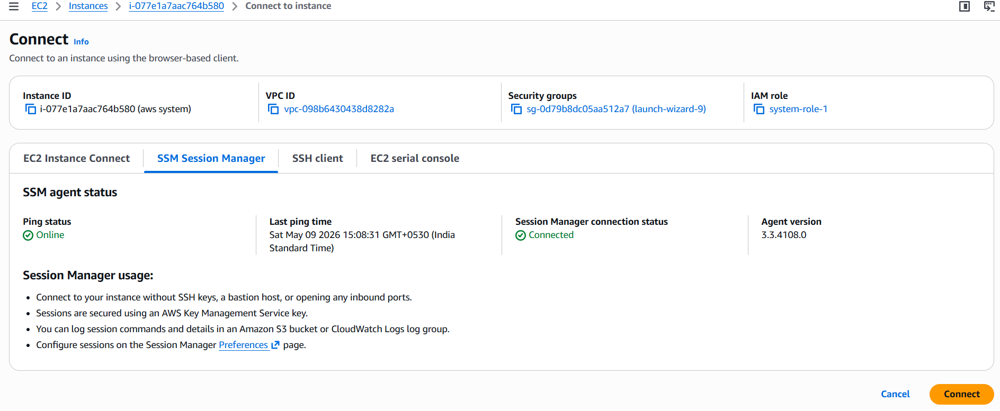 EC2 > Instances > i-077e1a7aac764b580 > Connect to instance
Connect Info
Connect to an instance using the browser-based client.
Instance ID
i-077e1a7aac764b580 (aws system)
VPC ID
vpc-098b6430438d8282a
Security groups
sg-0d79b8dc05aa512a7 (launch-wizard-9)
IAM role
system-role-1
EC2 Instance Connect
SSM Session Manager
SSH client
EC2 serial console
SSM agent status
Ping status
Online
Last ping time
Sat May 09 2026 15:08:31 GMT+0530 (India
Standard Time)
Session Manager connection status
Connected
Agent version
3.3.4108.0
Session Manager usage:
• Connect to your instance without SSH keys, a bastion host, or opening any inbound ports.
• Sessions are secured using an AWS Key Management Service key.
• You can log session commands and details in an Amazon S3 bucket or CloudWatch Logs log group.
• Configure sessions on the Session Manager Preferences page.
Cancel
Connect